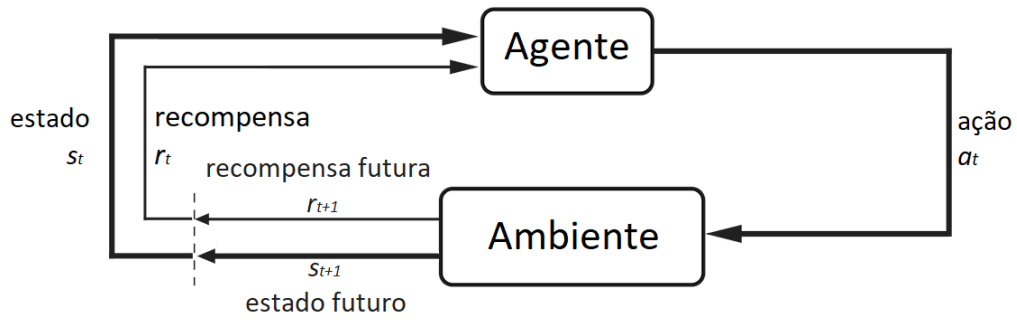 Agente
estado
sₜ
recompensa
rₜ
ação
aₜ
recompensa futura
rₜ₊₁
Ambiente
sₜ₊₁
estado futuro